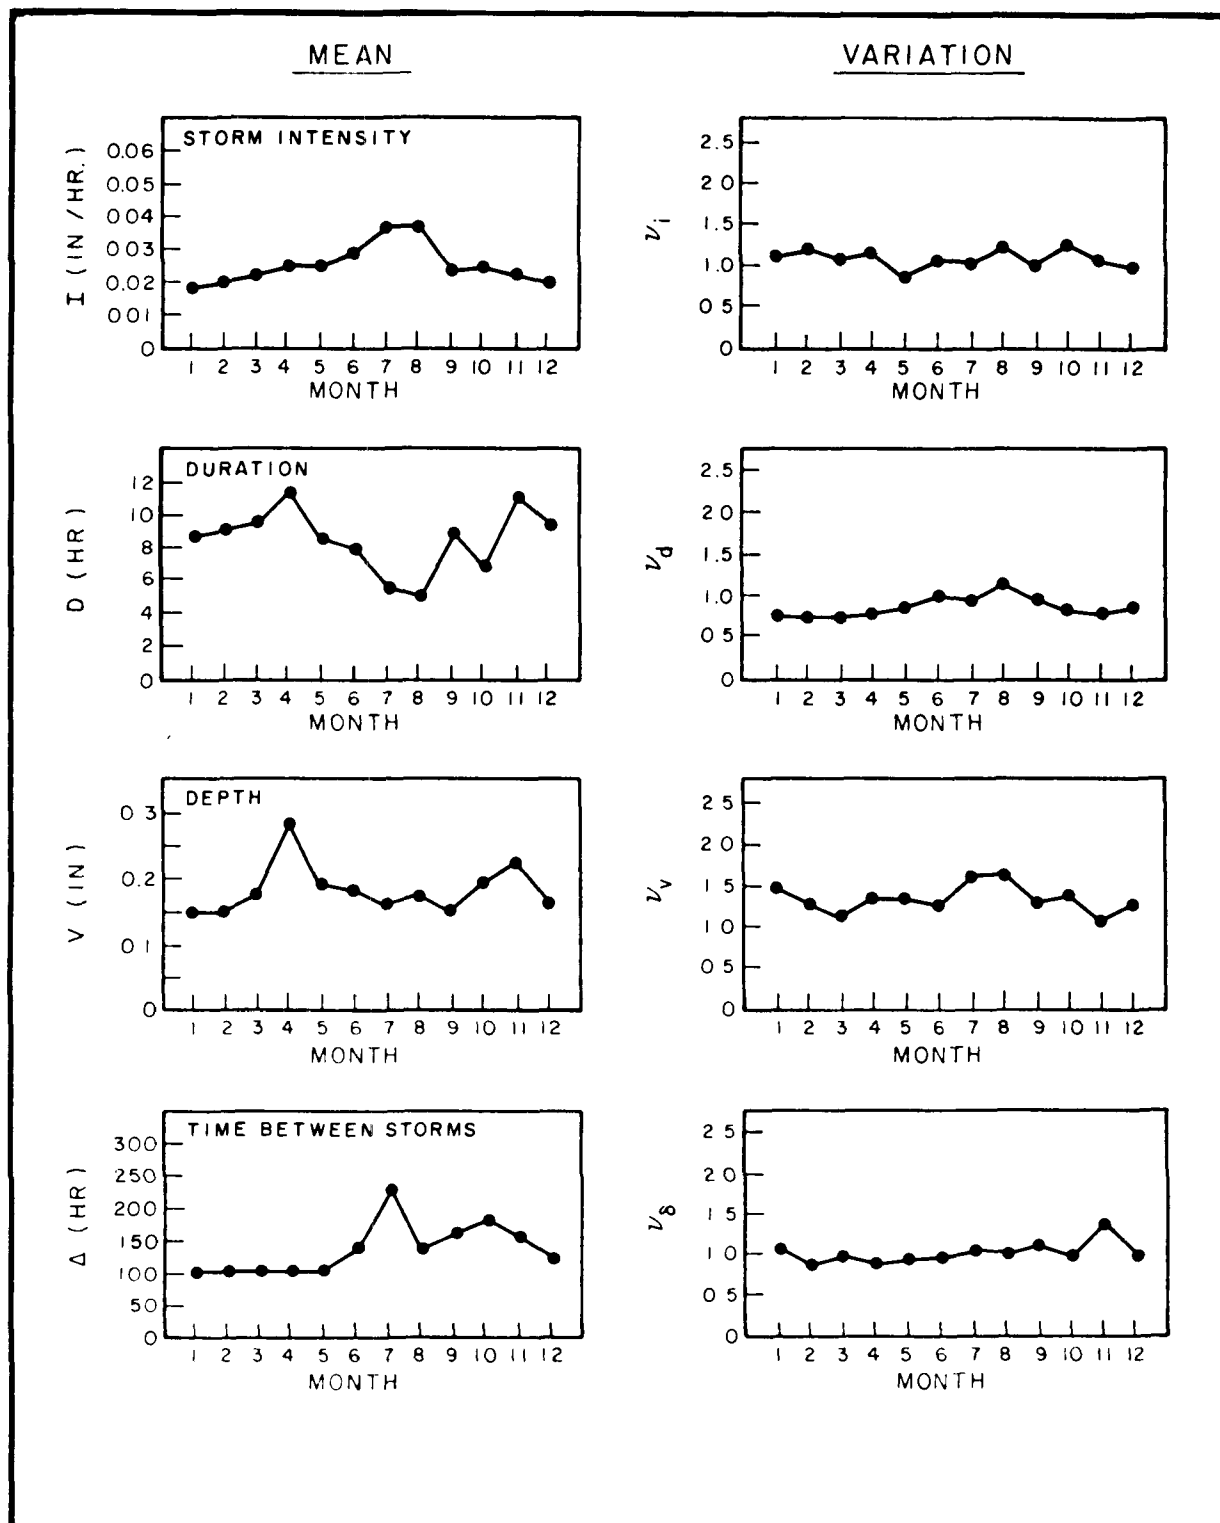 MEAN
VARIATION
STORM INTENSITY
I (IN /HR.)
0.06
0.05
0.04
0.03
0.02
0.01
0
1 2 3 4 5 6 7 8 9 10 11 12
MONTH
ν_i
2.5
2.0
1.5
1.0
0 5
0
1 2 3 4 5 6 7 8 9 10 11 12
MONTH
DURATION
D (HR)
12
10
8
6
4
2
0
1 2 3 4 5 6 7 8 9 10 11 12
MONTH
ν_d
2.5
2 0
1.5
1.0
0 5
0
1 2 3 4 5 6 7 8 9 10 11 12
MONTH
DEPTH
V (IN)
0 3
0.2
0 1
0
1 2 3 4 5 6 7 8 9 10 11 12
MONTH
ν_v
2 5
2 0
1 5
1 0
0 5
0
1 2 3 4 5 6 7 8 9 10 11 12
MONTH
TIME BETWEEN STORMS
Δ (HR)
300
250
200
150
100
50
0
1 2 3 4 5 6 7 8 9 10 11 12
MONTH
ν_δ
2 5
2 0
1 5
1 0
0 5
0
1 2 3 4 5 6 7 8 9 10 11 12
MONTH